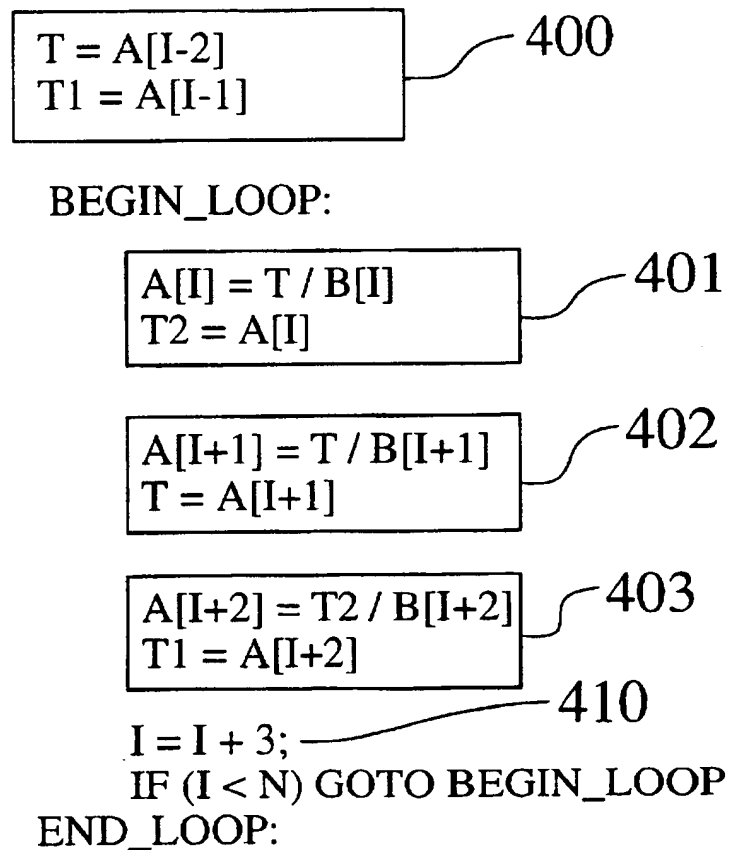 T = A[I-2]
T1 = A[I-1]
400
BEGIN_LOOP:
A[I] = T / B[I]
T2 = A[I]
401
A[I+1] = T / B[I+1]
T = A[I+1]
402
A[I+2] = T2 / B[I+2]
T1 = A[I+2]
403
I = I + 3;
410
IF (I < N) GOTO BEGIN_LOOP
END_LOOP: